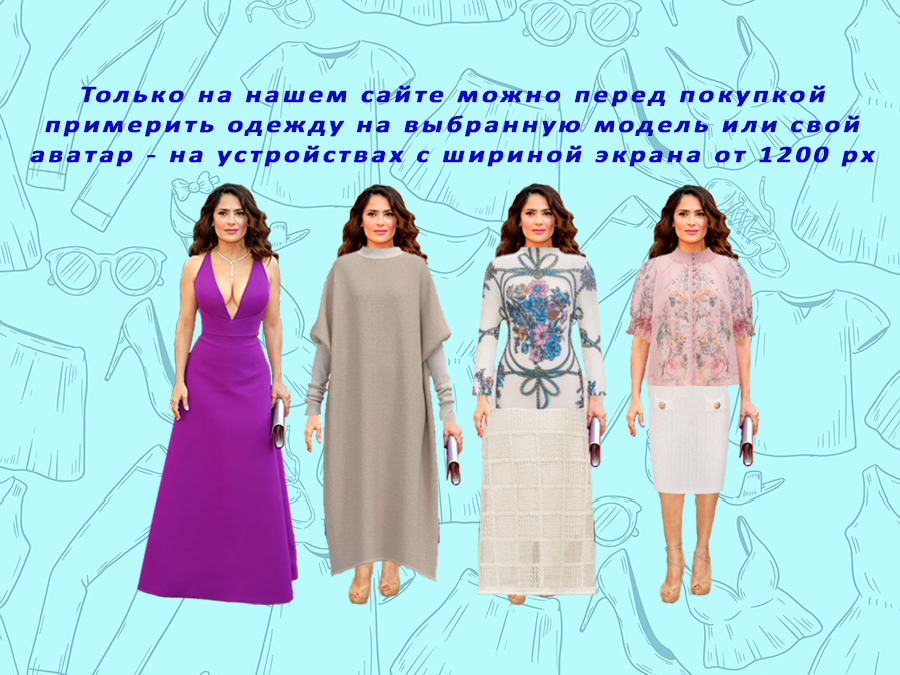 Только на нашем сайте можно перед покупкой
примерить одежду на выбранную модель или свой
аватар - на устройствах с шириной экрана от 1200 px